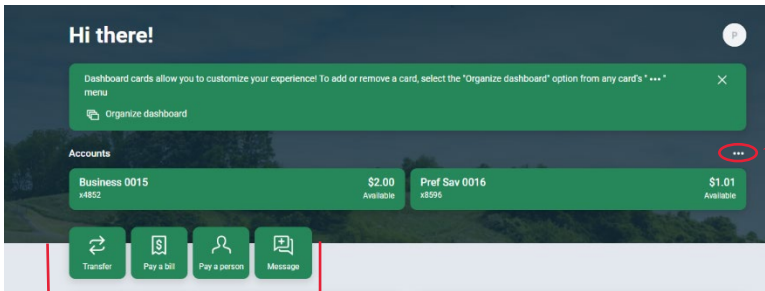 Hi there!
P
Dashboard cards allow you to customize your experience! To add or remove a card, select the "Organize dashboard" option from any card's " ••• "
menu
Organize dashboard
Accounts
•••
Business 0015 $2.00
x4852 Available
Pref Sav 0016 $1.01
x8596 Available
Transfer Pay a bill Pay a person Message